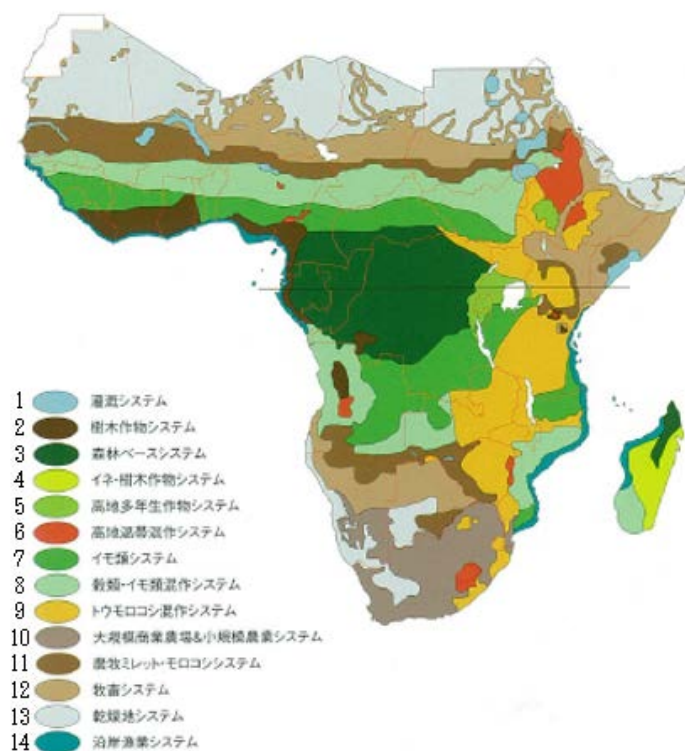 1 灌漑システム
2 樹木作物システム
3 森林ベースシステム
4 イネ・樹木作物システム
5 高地多年生作物システム
6 高地温帯混作システム
7 イモ類システム
8 穀類・イモ類混作システム
9 トウモロコシ混作システム
10 大規模商業農場&小規模農業システム
11 農牧ミレット・モロコシシステム
12 牧畜システム
13 乾燥地システム
14 沿岸漁業システム